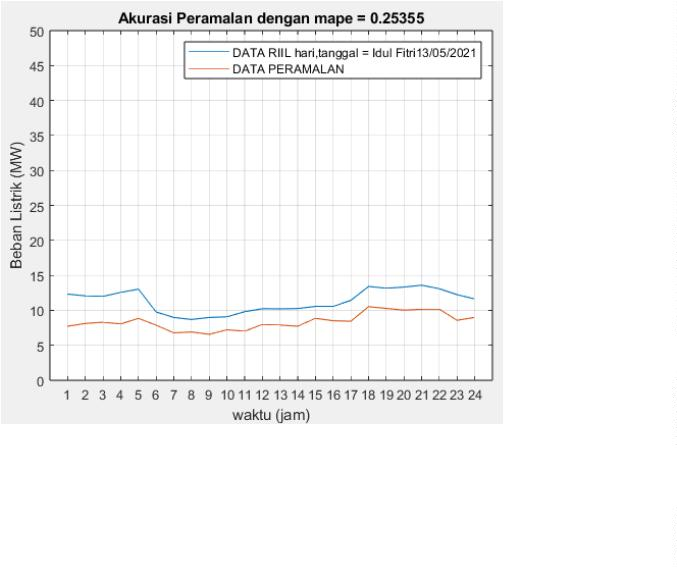 Akurasi Peramalan dengan mape = 0.25355
DATA RIIL hari,tanggal = Idul Fitri13/05/2021
DATA PERAMALAN
50
45
40
35
30
25
20
15
10
5
0
Beban Listrik (MW)
1 2 3 4 5 6 7 8 9 10 11 12 13 14 15 16 17 18 19 20 21 22 23 24
waktu (jam)